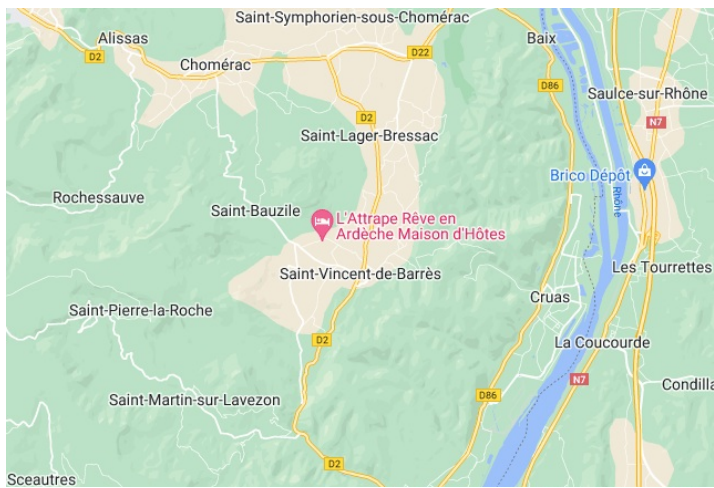 Saint-Symphorien-sous-Chomérac
Alissas
Baix
D2
D22
Chomérac
D86
Saulce-sur-Rhône
D2
N7
Saint-Lager-Bressac
Brico Dépôt
Rhône
Rochessauve
Saint-Bauzile
L'Attrape Rêve en
Ardèche Maison d'Hôtes
Saint-Vincent-de-Barrès
Les Tourrettes
Cruas
Saint-Pierre-la-Roche
D2
La Coucourde
N7
Condilla
Saint-Martin-sur-Lavezon
D86
D2
Sceautres